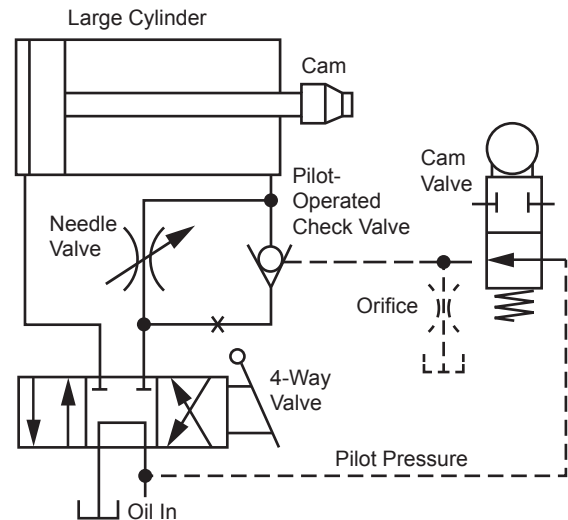 Large Cylinder
Cam
Cam
Valve
Pilot-
Operated
Check Valve
Needle
Valve
Orifice
4-Way
Valve
Pilot Pressure
Oil In